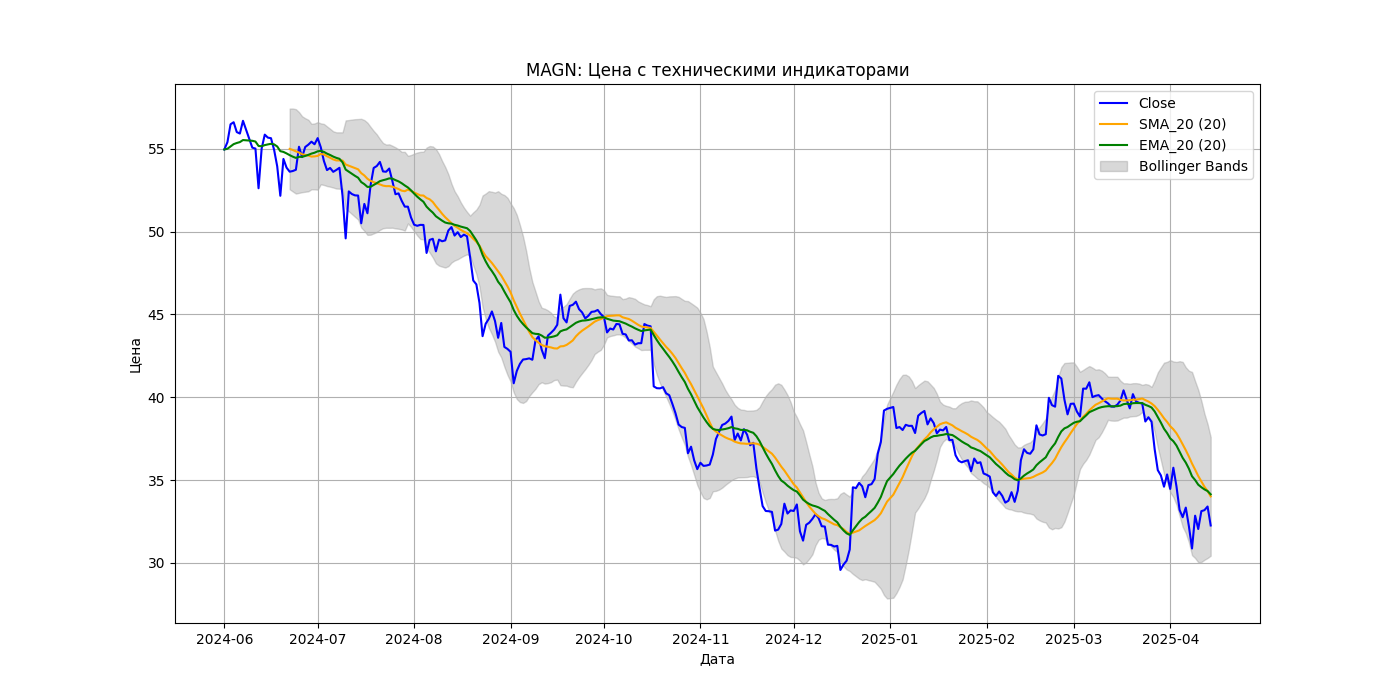 MAGN: Цена с техническими индикаторами
Close
SMA_20 (20)
EMA_20 (20)
Bollinger Bands
Цена
55
50
45
40
35
30
2024-06 2024-07 2024-08 2024-09 2024-10 2024-11 2024-12 2025-01 2025-02 2025-03 2025-04
Дата